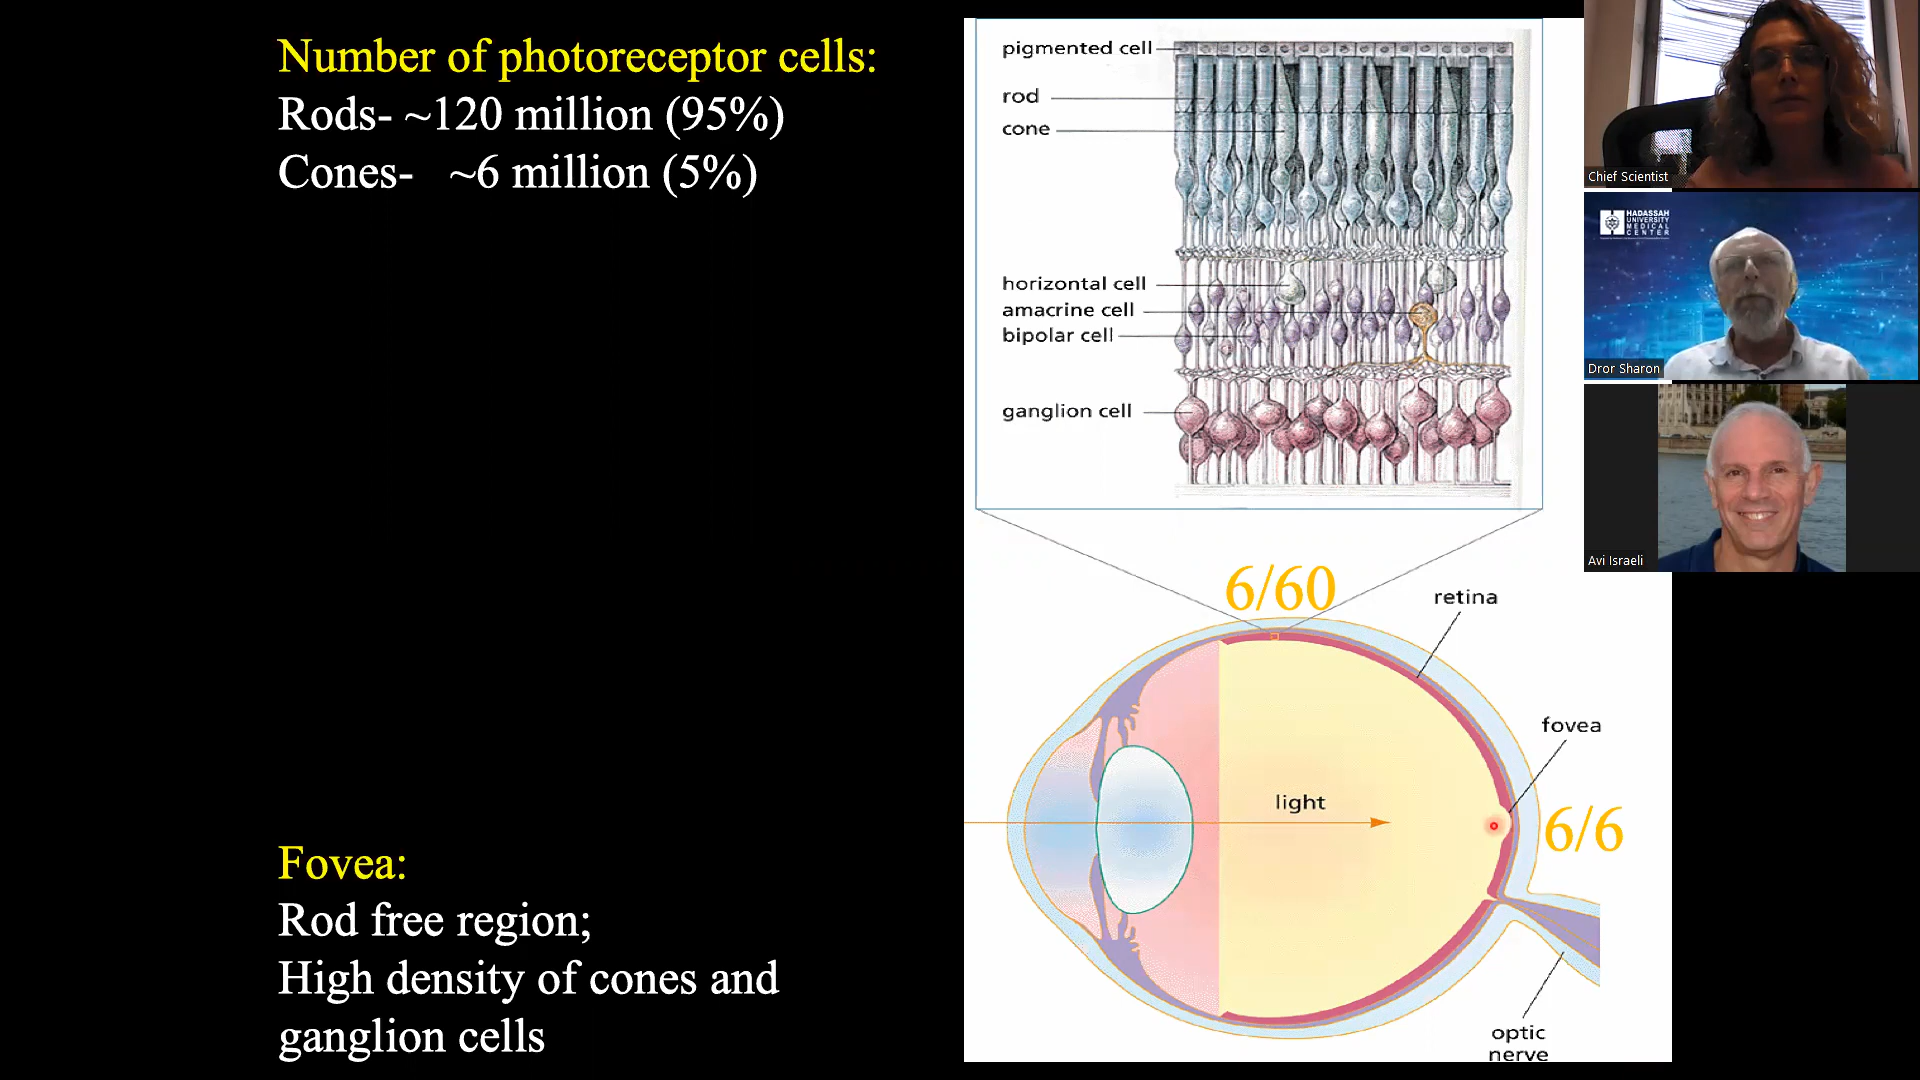 Number of photoreceptor cells:
Rods- ~120 million (95%)
Cones- ~6 million (5%)
Fovea:
Rod free region;
High density of cones and
ganglion cells
pigmented cell
rod
cone
horizontal cell
amacrine cell
bipolar cell
ganglion cell
6/60
retina
fovea
light
6/6
optic
nerve
Chief Scientist
HADASSAH
UNIVERSITY
MEDICAL
CENTER
Dror Sharon
Avi Israeli